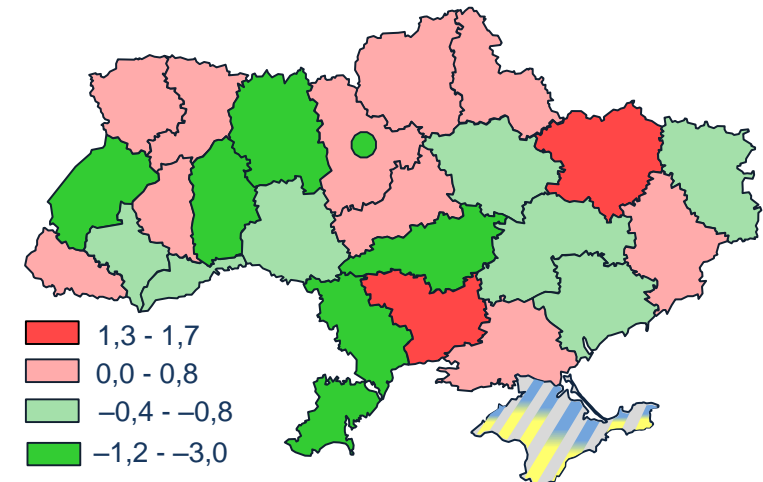 1,3 - 1,7
0,0 - 0,8
–0,4 - –0,8
–1,2 - –3,0